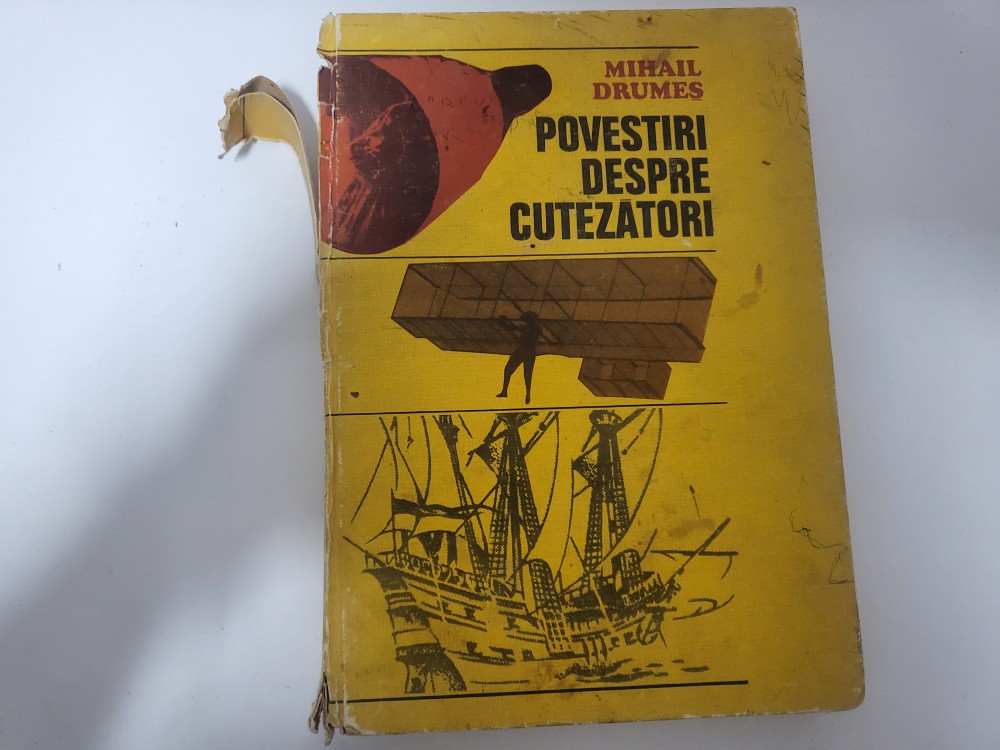 MIHAIL
DRUMEȘ
POVESTIRI
DESPRE
CUTEZĂTORI